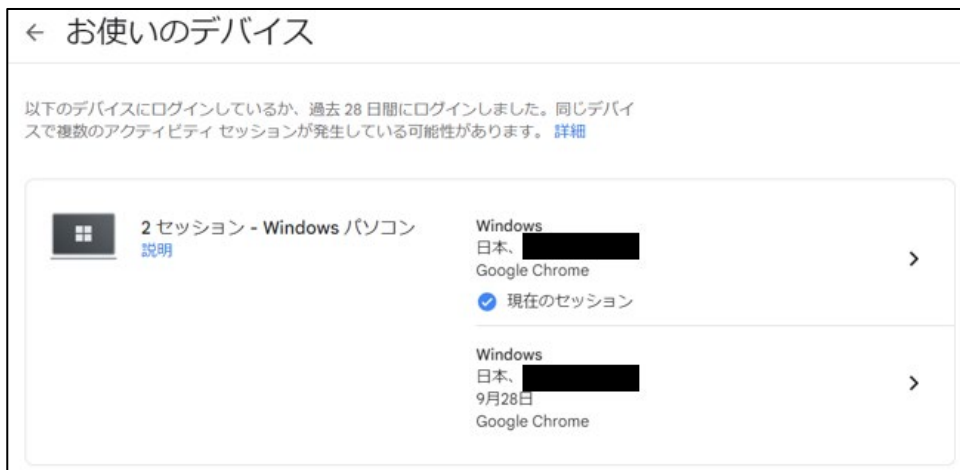 お使いのデバイス
以下のデバイスにログインしているか、過去 28 日間にログインしました。同じデバイ
スで複数のアクティビティ セッションが発生している可能性があります。 詳細
2 セッション - Windows パソコン
説明
Windows
日本、
Google Chrome
現在のセッション
Windows
日本、
9月28日
Google Chrome